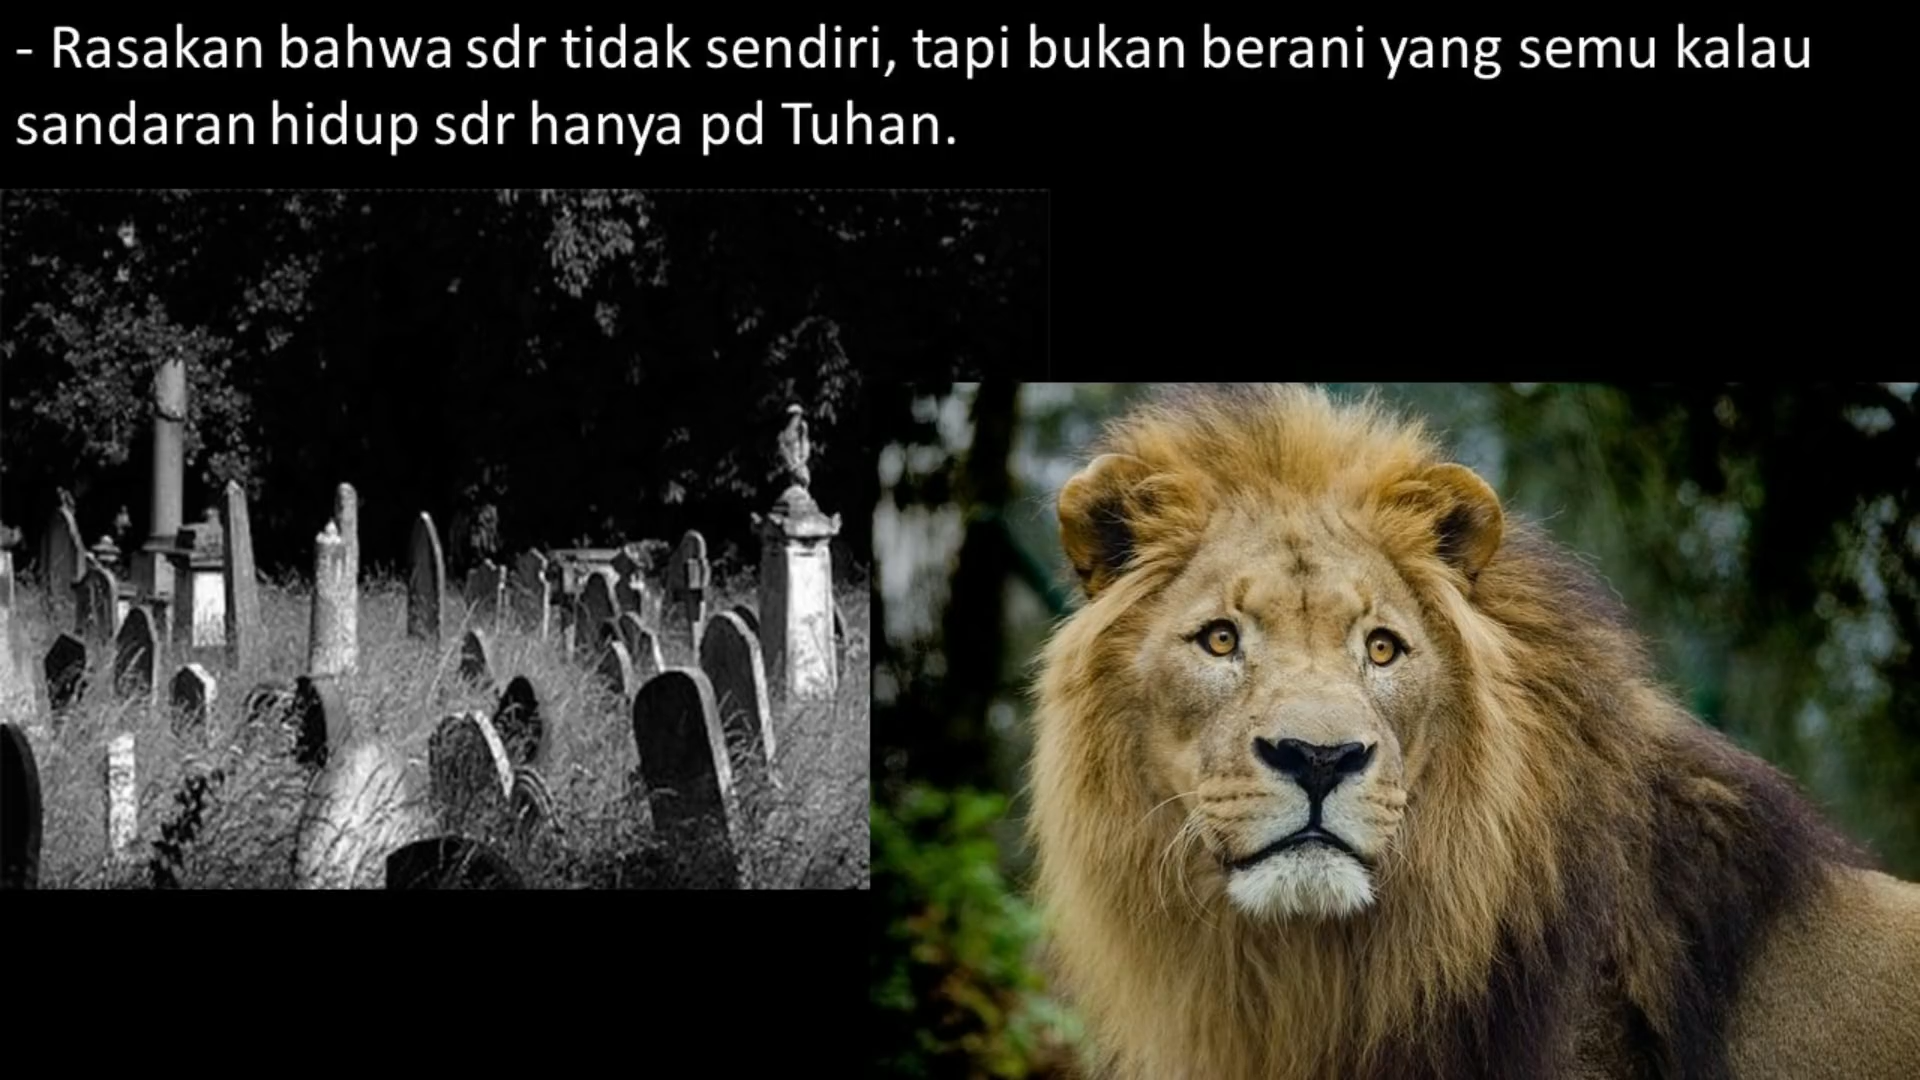 - Rasakan bahwa sdr tidak sendiri, tapi bukan berani yang semu kalau
sandaran hidup sdr hanya pd Tuhan.